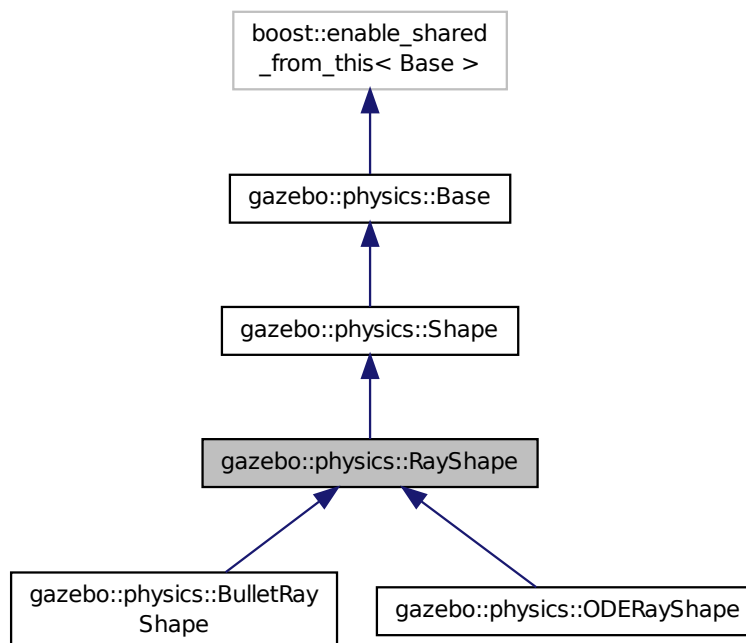 boost::enable_shared
_from_this< Base >
gazebo::physics::Base
gazebo::physics::Shape
gazebo::physics::RayShape
gazebo::physics::BulletRay
Shape
gazebo::physics::ODERayShape